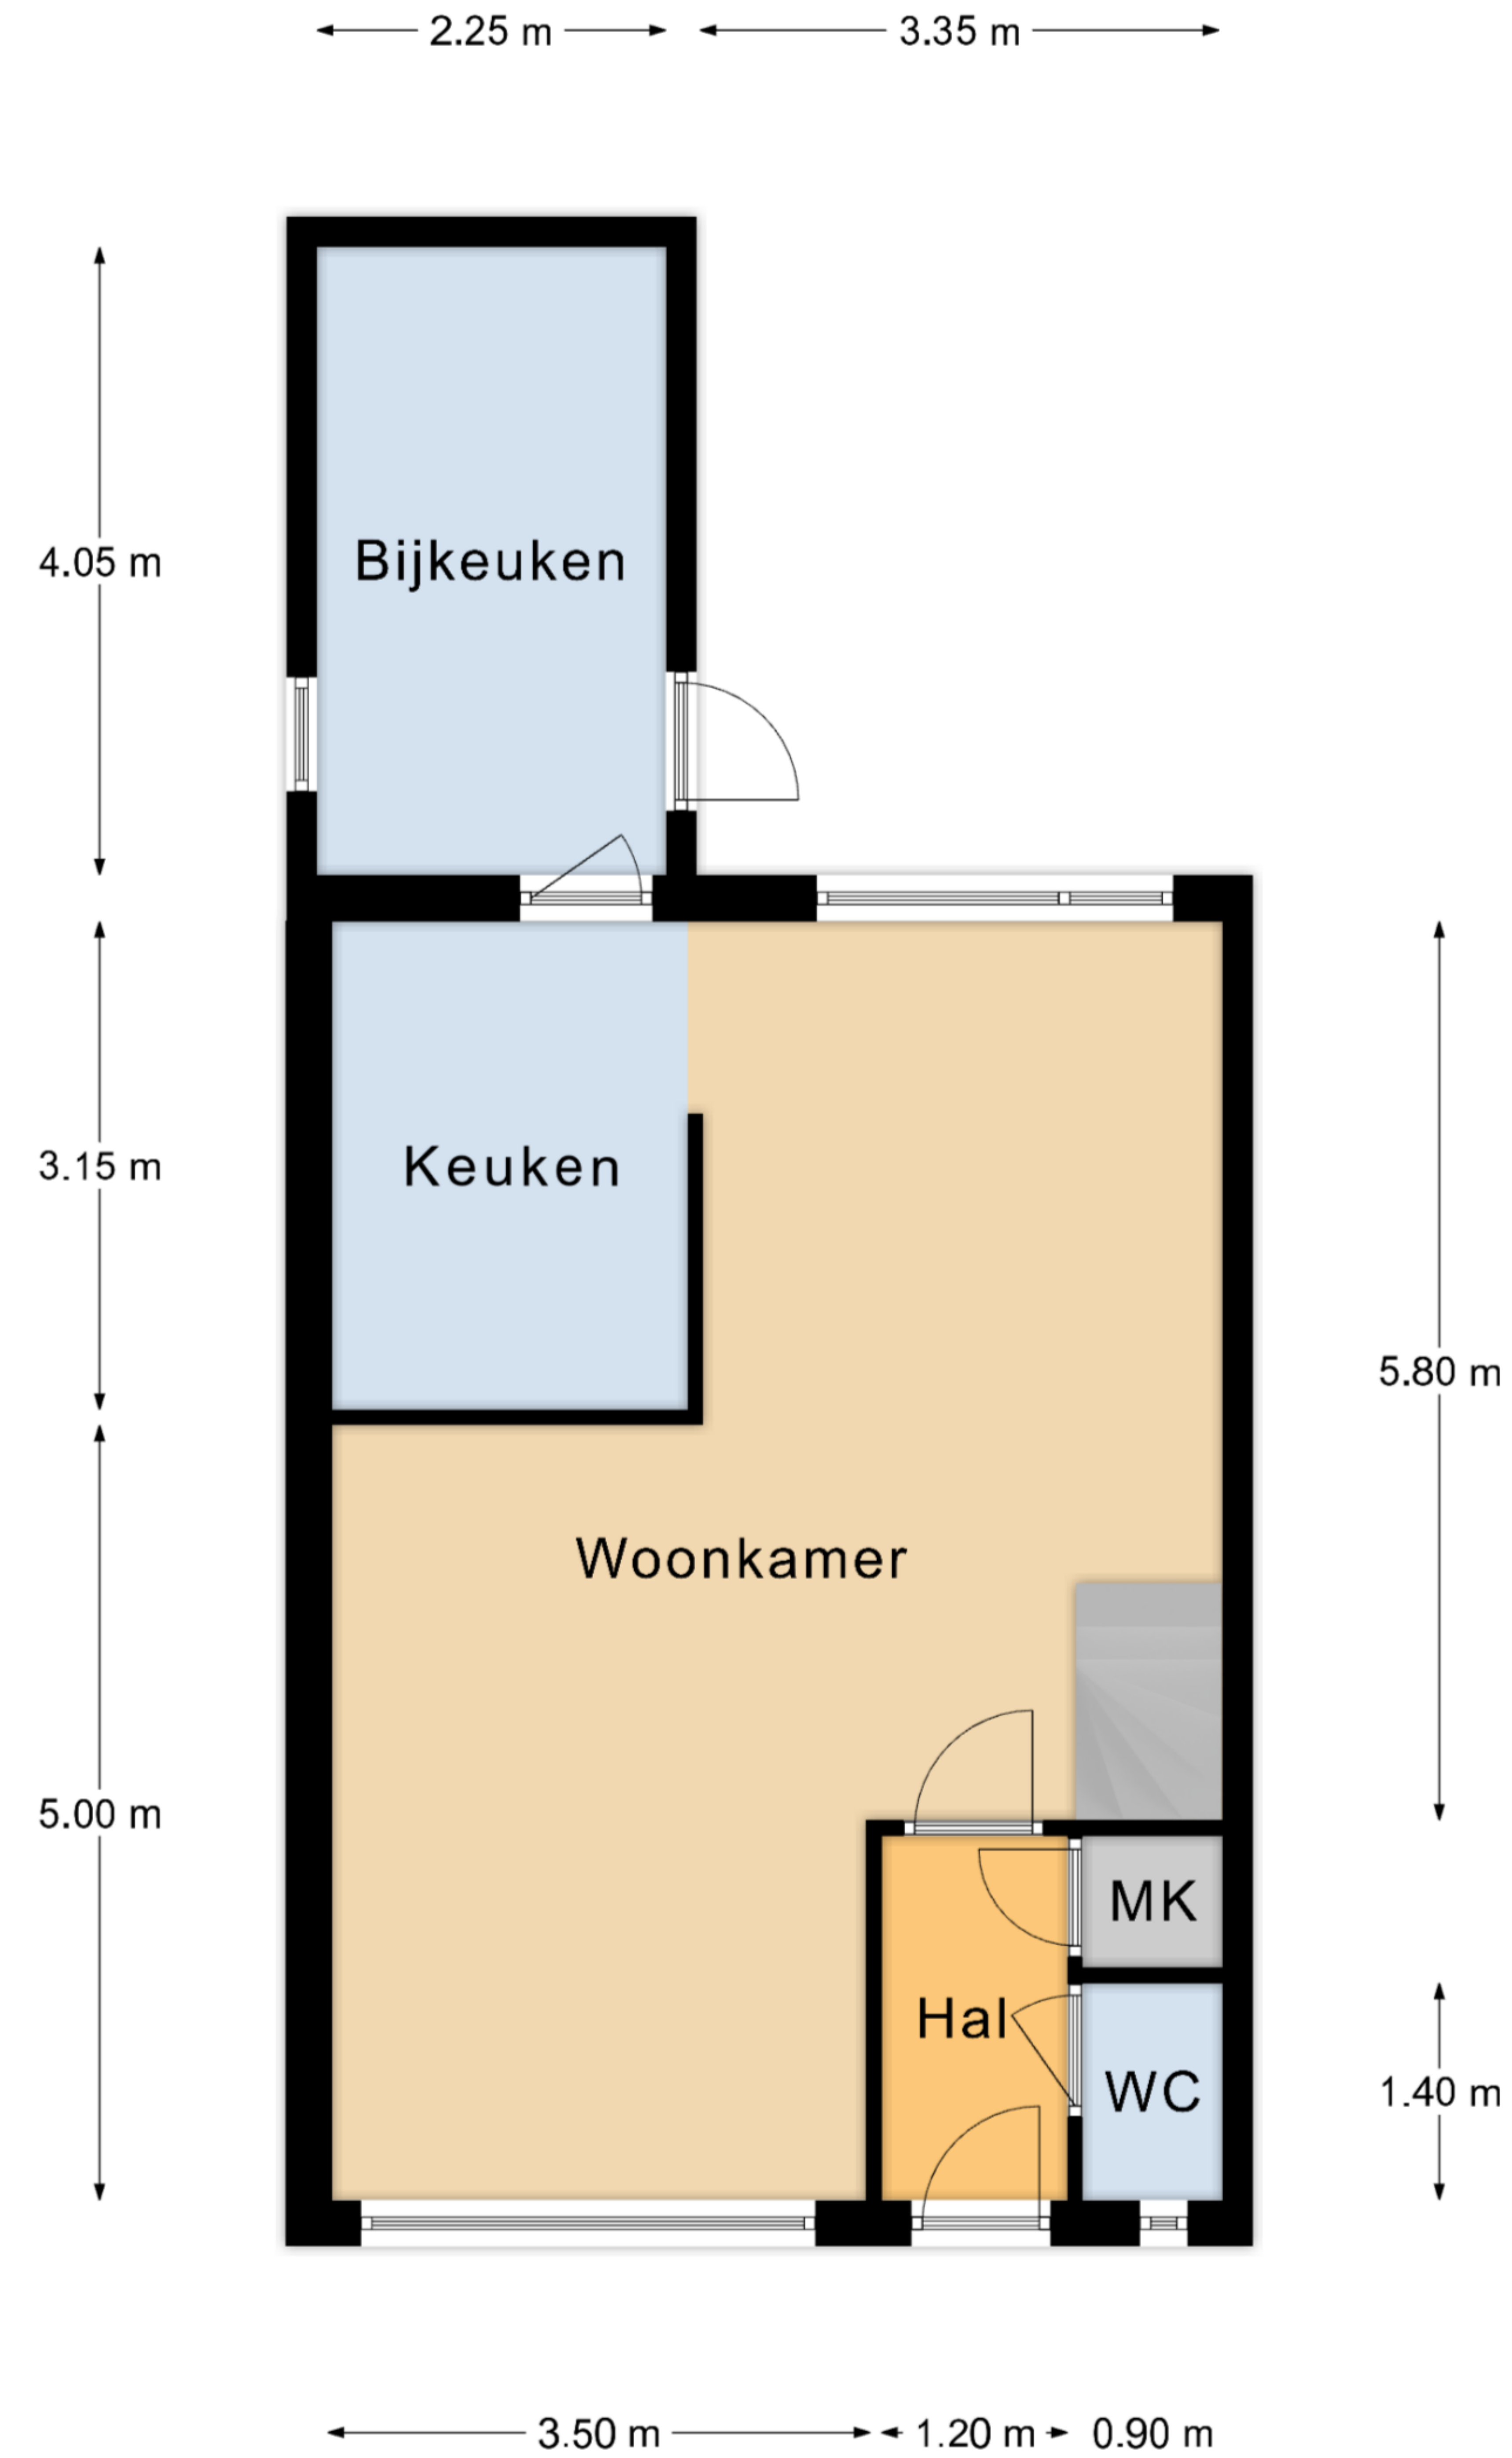 2.25 m
3.35 m
4.05 m
Bijkeuken
3.15 m
Keuken
5.80 m
Woonkamer
5.00 m
MK
Hal
WC
1.40 m
3.50 m
1.20 m
0.90 m